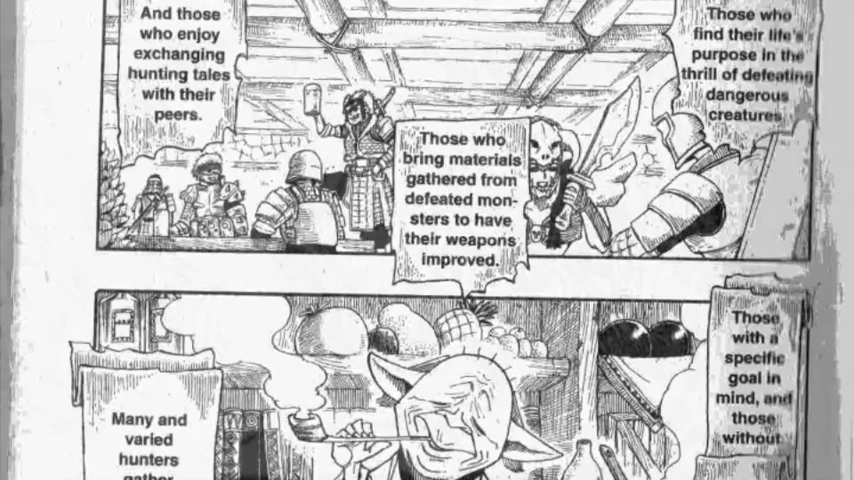 And those
who enjoy
exchanging
hunting tales
with their
peers.
Those who
find their life's
purpose in the
thrill of defeating
dangerous
creatures.
Those who
bring materials
gathered from
defeated mon-
sters to have
their weapons
improved.
Those
with a
specific
goal in
mind, and
those
without
Many and
varied
hunters
gather